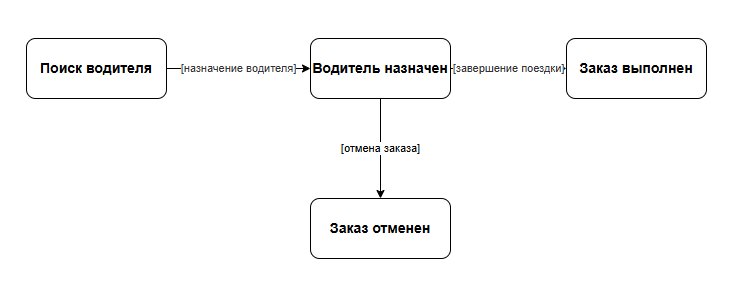 Поиск водителя
[назначение водителя]
Водитель назначен
[завершение поездки]
Заказ выполнен
[отмена заказа]
Заказ отменен